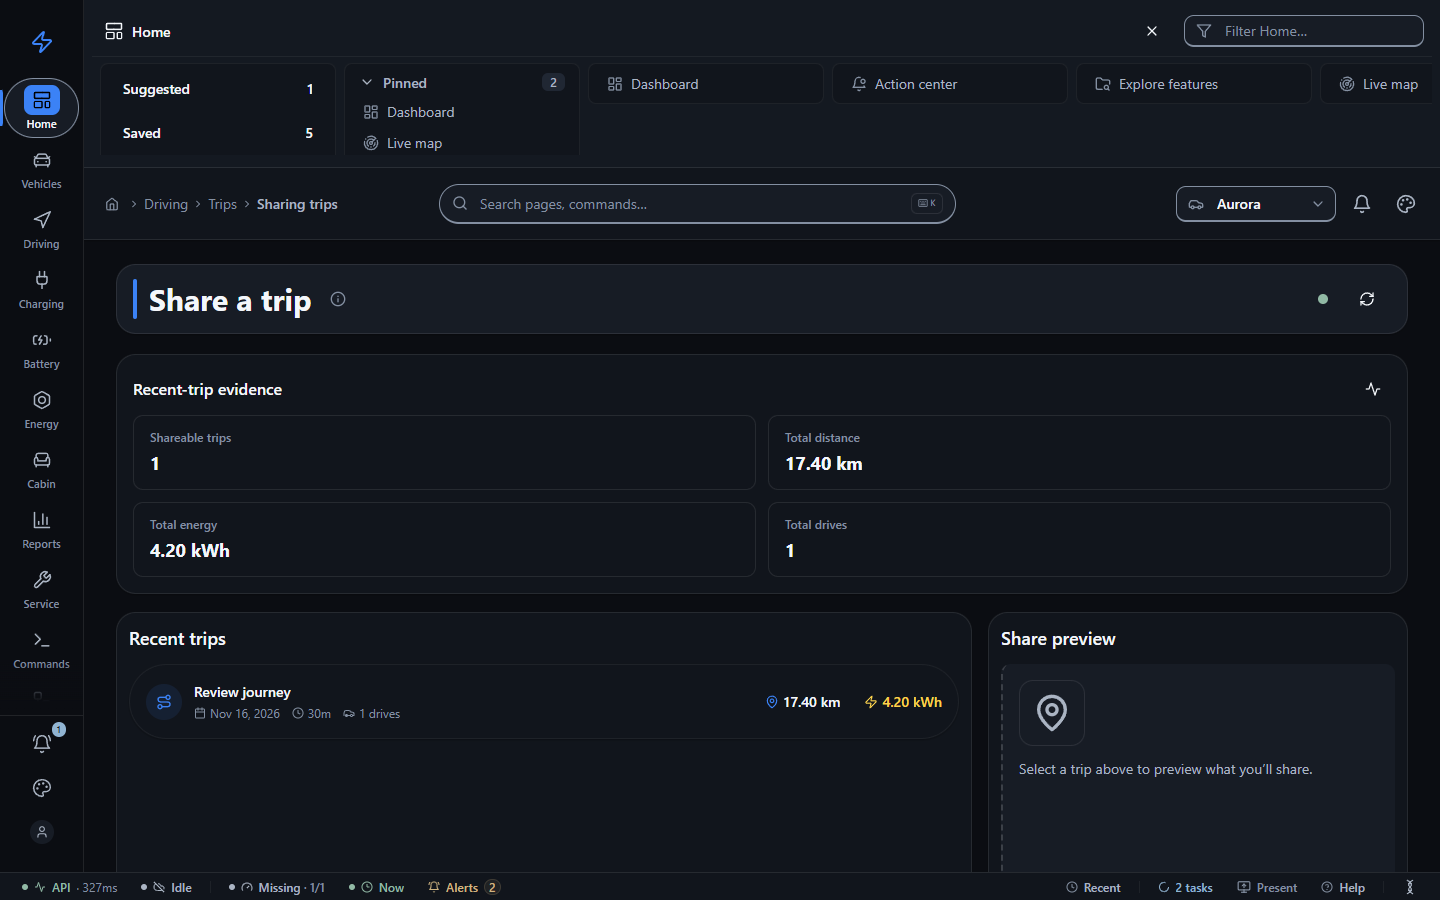 Home
Filter Home...
Suggested 1
Saved 5
Pinned 2
Dashboard
Live map
Dashboard
Action center
Explore features
Live map
Home
Vehicles
Driving
Charging
Battery
Energy
Cabin
Reports
Service
Commands
1
Driving > Trips > Sharing trips
Search pages, commands...
K
Aurora
Share a trip
Recent-trip evidence
Shareable trips
1
Total distance
17.40 km
Total energy
4.20 kWh
Total drives
1
Recent trips
Review journey
Nov 16, 2026 30m 1 drives
17.40 km 4.20 kWh
Share preview
Select a trip above to preview what you’ll share.
API · 327ms Idle Missing · 1/1 Now Alerts 2 Recent 2 tasks Present Help